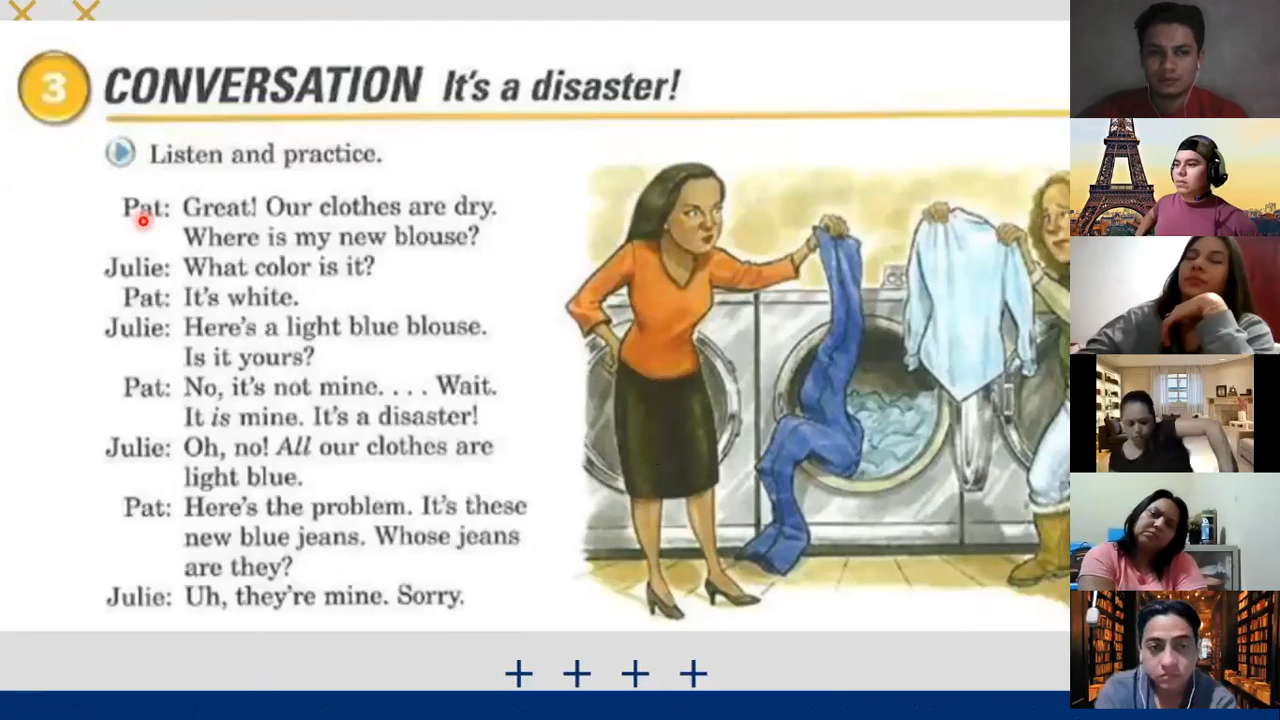 3 CONVERSATION It's a disaster!
Listen and practice.
Pat: Great! Our clothes are dry.
Where is my new blouse?
Julie: What color is it?
Pat: It's white.
Julie: Here's a light blue blouse.
Is it yours?
Pat: No, it's not mine. . . . Wait.
It is mine. It's a disaster!
Julie: Oh, no! All our clothes are
light blue.
Pat: Here's the problem. It's these
new blue jeans. Whose jeans
are they?
Julie: Uh, they're mine. Sorry.